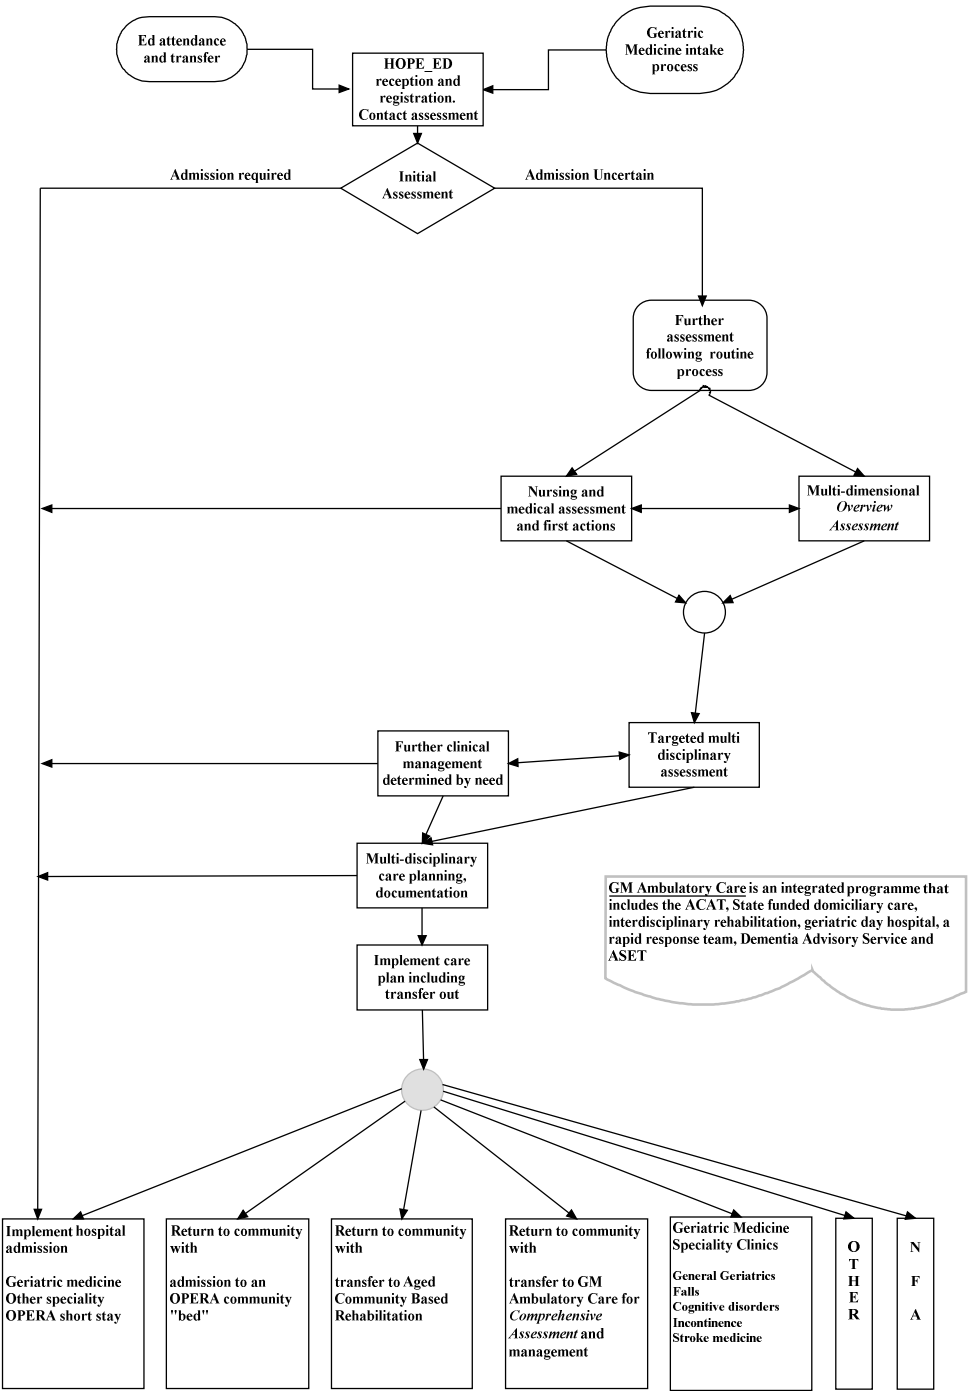 Ed attendance
and transfer
Geriatric
Medicine intake
process
HOPE_ED
reception and
registration.
Contact assessment
Admission required
Initial
Assessment
Admission Uncertain
Further
assessment
following routine
process
Nursing and
medical assessment
and first actions
Multi-dimensional
Overview
Assessment
Further clinical
management
determined by need
Targeted multi
disciplinary
assessment
Multi-disciplinary
care planning,
documentation
GM Ambulatory Care is an integrated programme that
includes the ACAT, State funded domiciliary care,
interdisciplinary rehabilitation, geriatric day hospital, a
rapid response team, Dementia Advisory Service and
ASET
Implement care
plan including
transfer out
Implement hospital
admission
Geriatric medicine
Other speciality
OPERA short stay
Return to community
with
admission to an
OPERA community
"bed"
Return to community
with
transfer to Aged
Community Based
Rehabilitation
Return to community
with
transfer to GM
Ambulatory Care for
Comprehensive
Assessment and
management
Geriatric Medicine
Speciality Clinics
General Geriatrics
Falls
Cognitive disorders
Incontinence
Stroke medicine
O
T
H
E
R
N
F
A